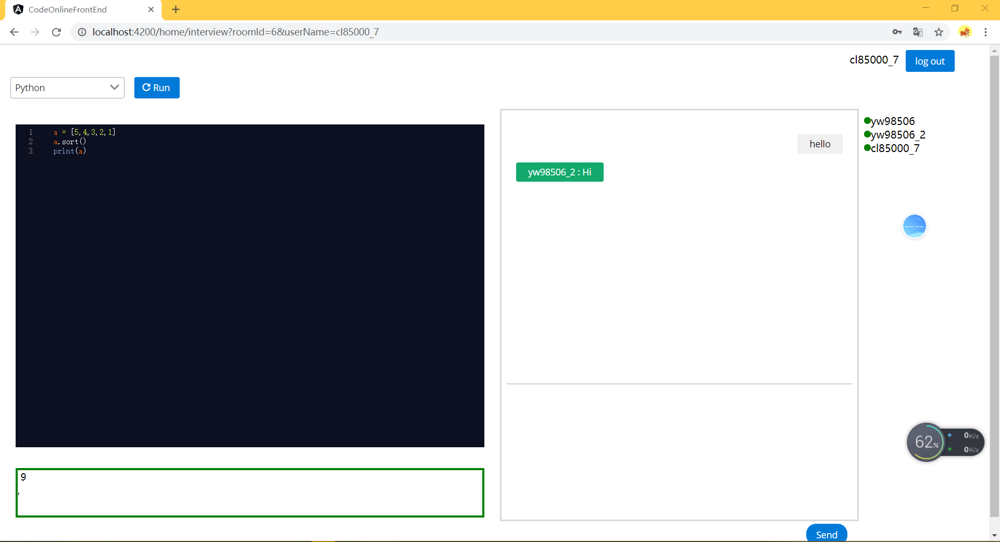 CodeOnlineFrontEnd
localhost:4200/home/interview?roomId=6&userName=cl85000_7
cl85000_7
log out
Python
Run
1 a = [5,4,3,2,1]
2 a.sort()
3 print(a)
hello
yw98506_2 : Hi
yw98506
yw98506_2
cl85000_7
--:--
62%
0K/s
0K/s
9
,
Send